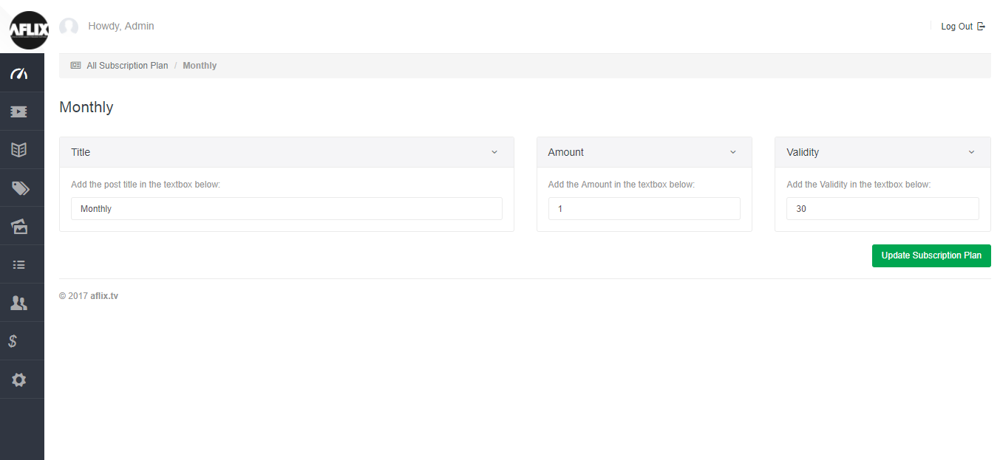 AFLIX
Howdy, Admin
Log Out
All Subscription Plan / Monthly
Monthly
Title
Amount
Validity
Add the post title in the textbox below:
Add the Amount in the textbox below:
Add the Validity in the textbox below:
Monthly
1
30
Update Subscription Plan
$
© 2017 aflix.tv